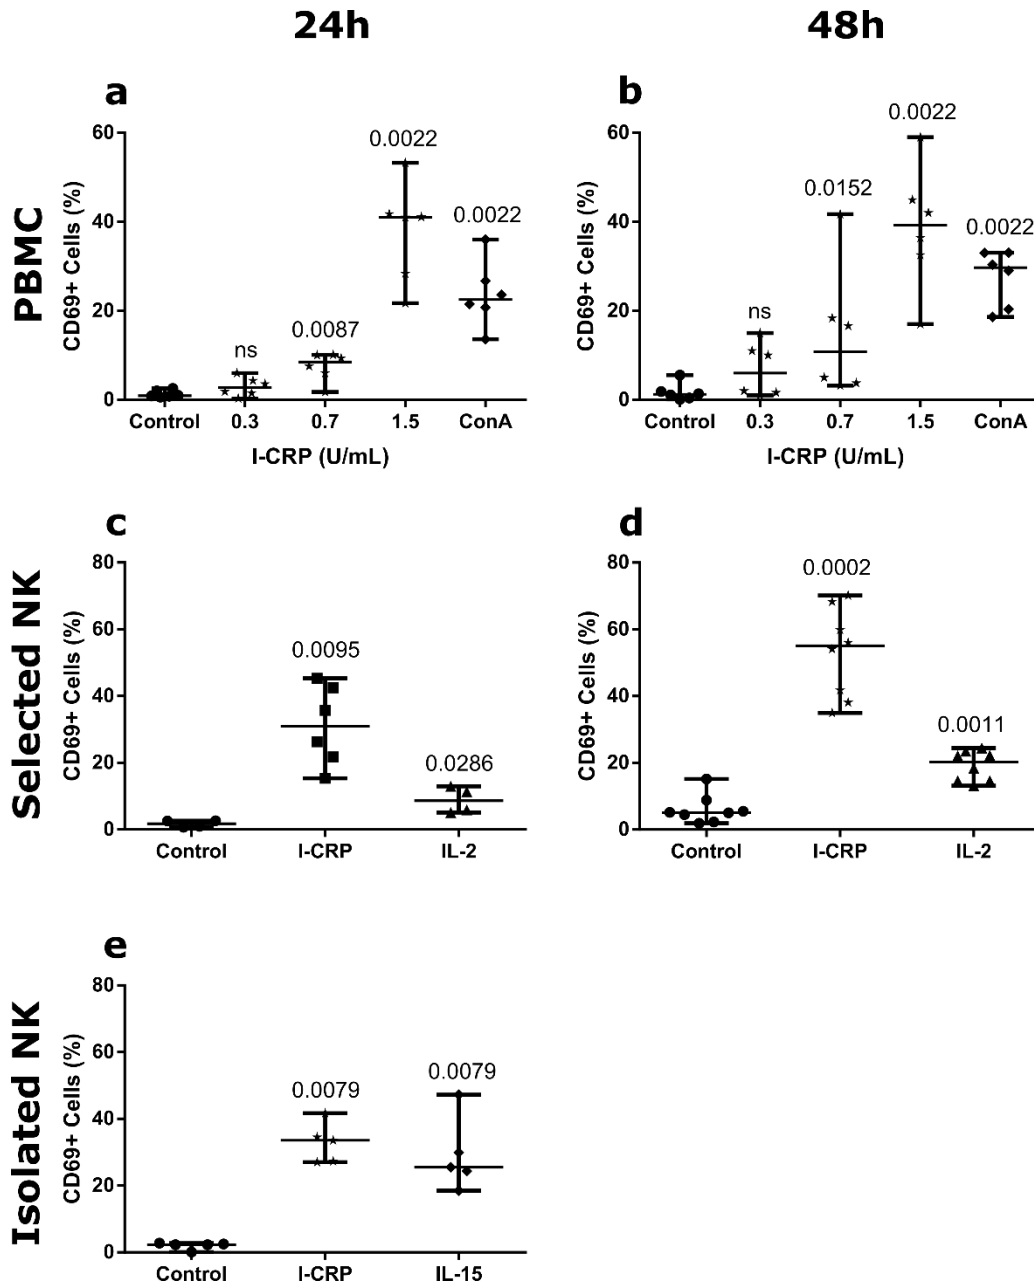 24h
48h
PBMC
a
CD69+ Cells (%)
60
40
20
0
ns
0.0087
0.0022
0.0022
Control
0.3
0.7
1.5
ConA
I-CRP (U/mL)
b
CD69+ Cells (%)
60
40
20
0
ns
0.0152
0.0022
0.0022
Control
0.3
0.7
1.5
ConA
I-CRP (U/mL)
Selected NK
c
CD69+ Cells (%)
80
60
40
20
0
0.0095
0.0286
Control
I-CRP
IL-2
d
CD69+ Cells (%)
80
60
40
20
0
0.0002
0.0011
Control
I-CRP
IL-2
Isolated NK
e
CD69+ Cells (%)
80
60
40
20
0
0.0079
0.0079
Control
I-CRP
IL-15